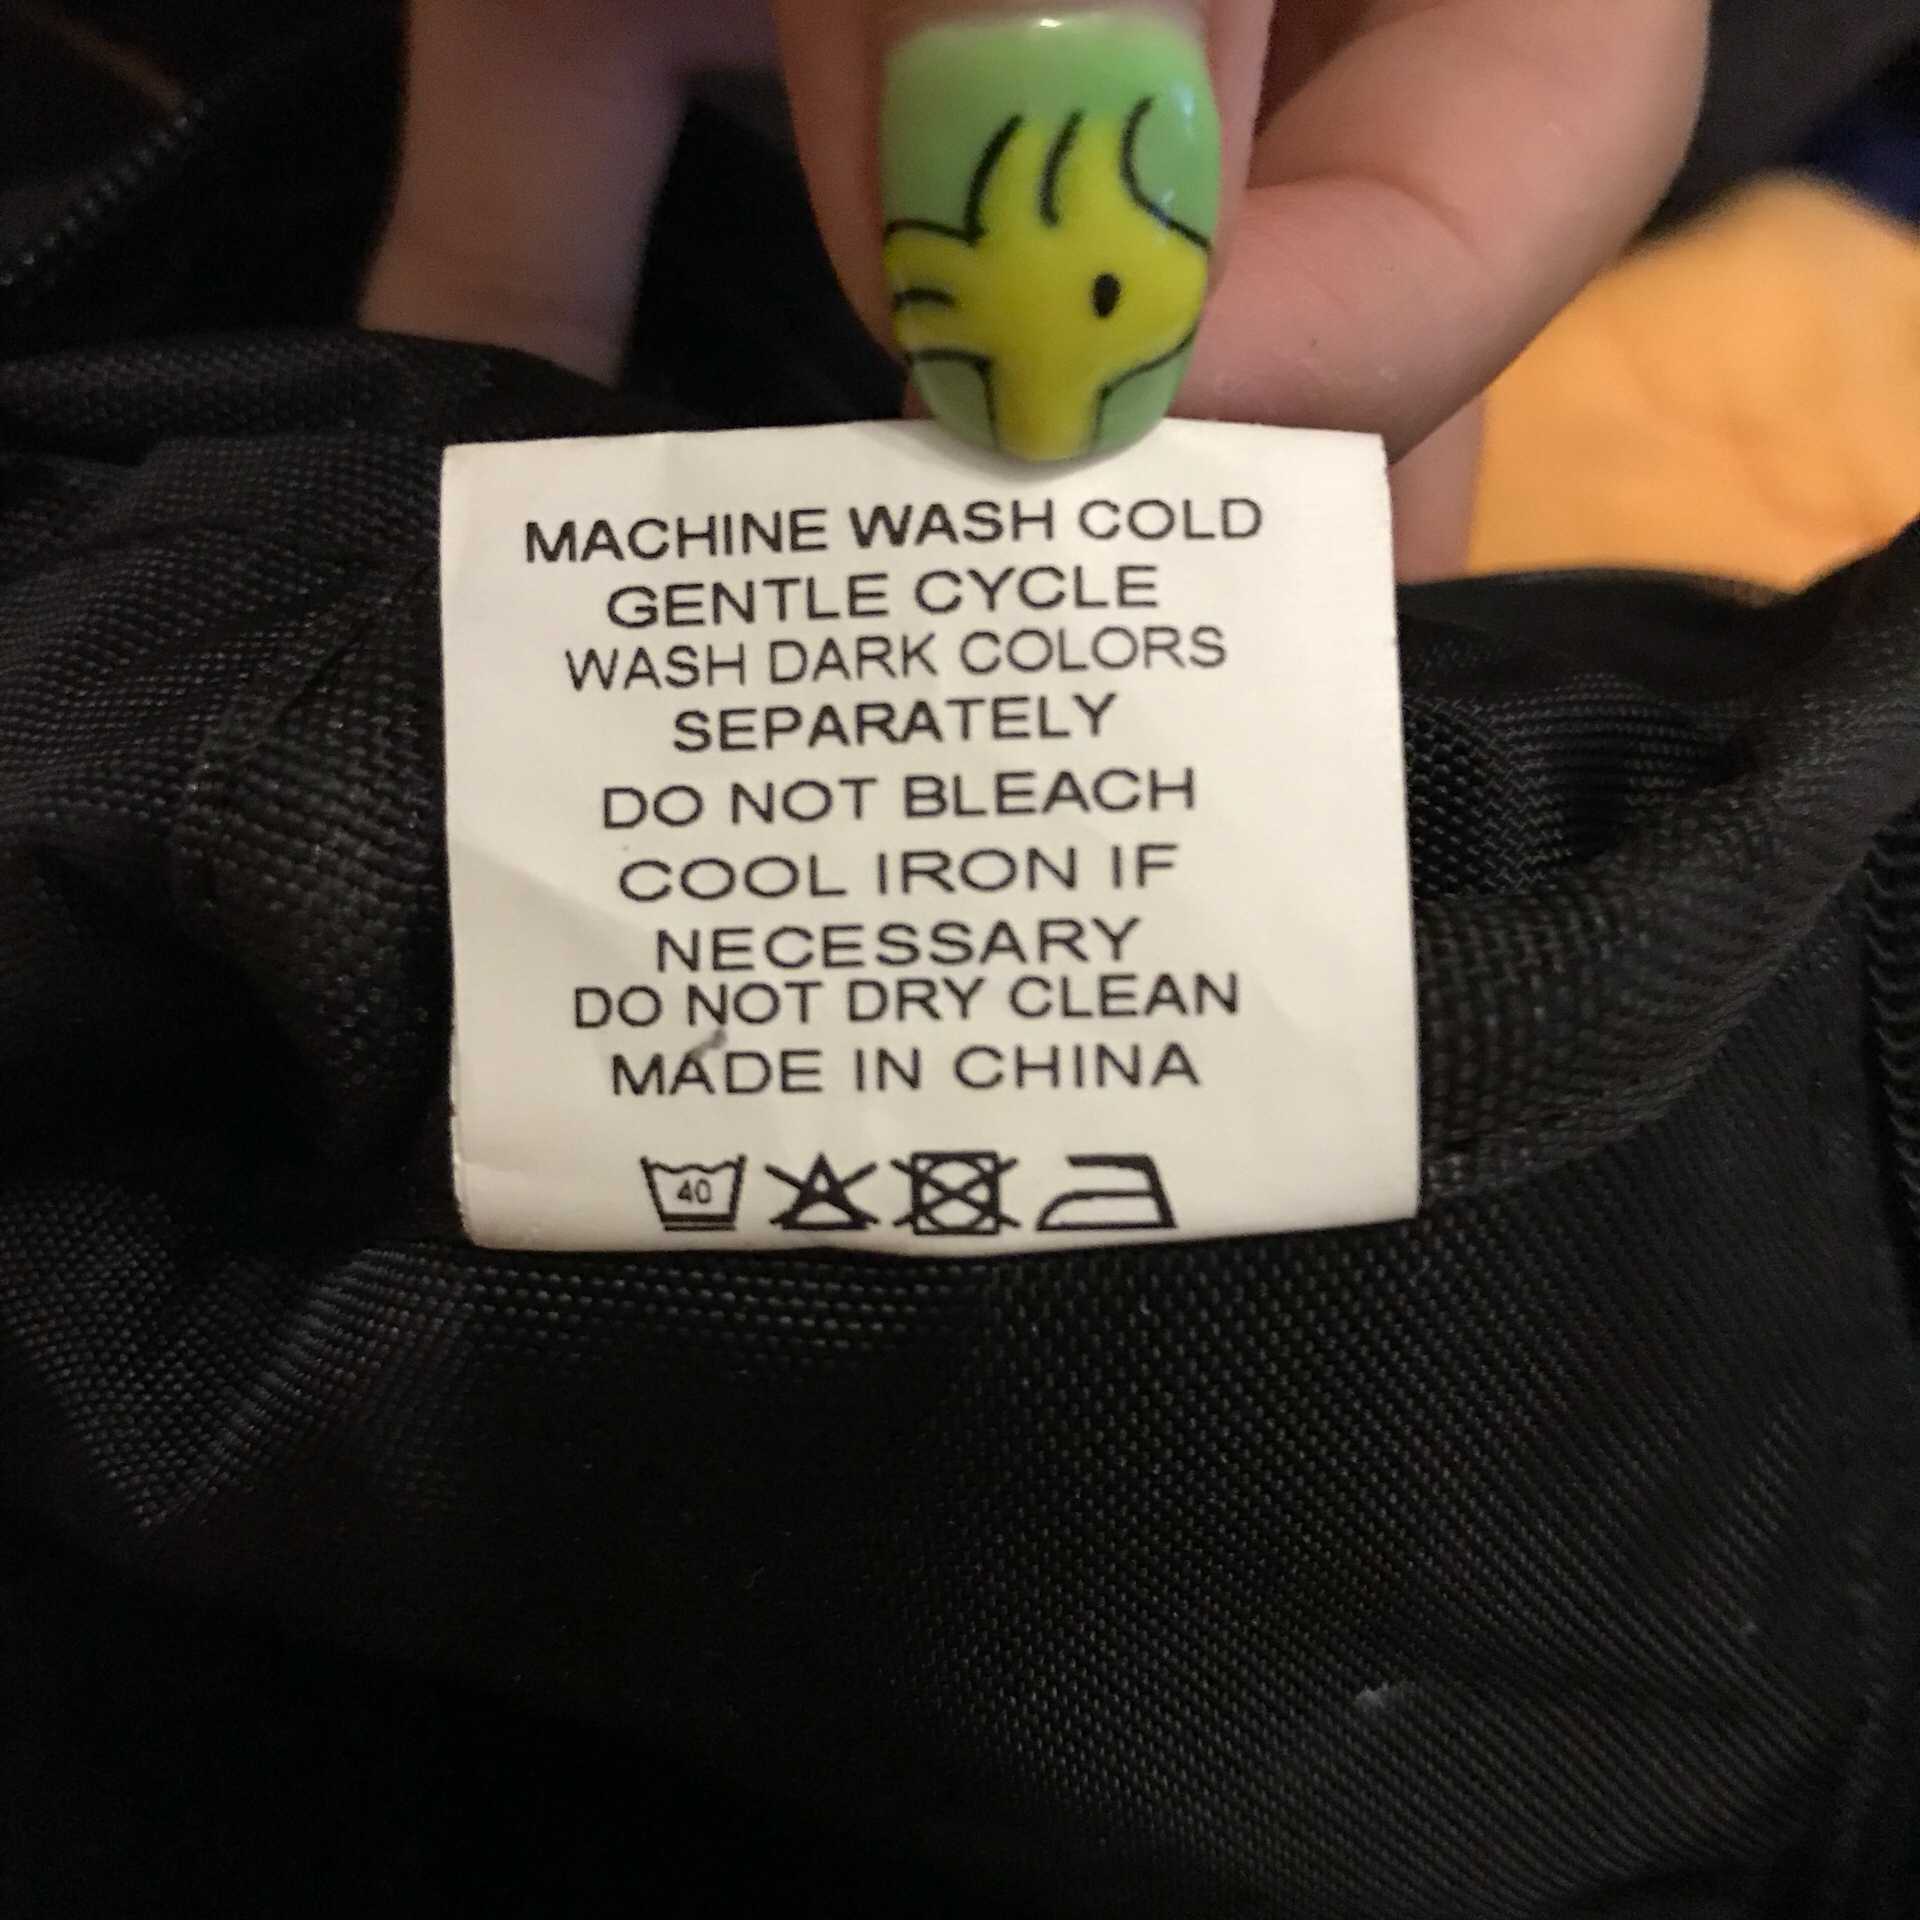 MACHINE WASH COLD
GENTLE CYCLE
WASH DARK COLORS
SEPARATELY
DO NOT BLEACH
COOL IRON IF
NECESSARY
DO NOT DRY CLEAN
MADE IN CHINA
40